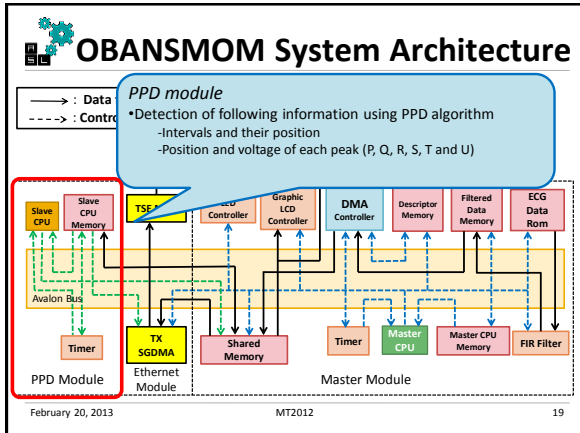 OBANSMOM System Architecture
: Data
: Contro
PPD module
•Detection of following information using PPD algorithm
-Intervals and their position
-Position and voltage of each peak (P, Q, R, S, T and U)
Slave
CPU
Slave
CPU
Memory
Controller
Graphic
LCD
Controller
DMA
Controller
Descriptor
Memory
Filtered
Data
Memory
ECG
Data
Rom
Avalon Bus
Timer
TX
SGDMA
Shared
Memory
Timer
Master
CPU
Master CPU
Memory
FIR Filter
PPD Module
Ethernet
Module
Master Module
February 20, 2013
MT2012
19